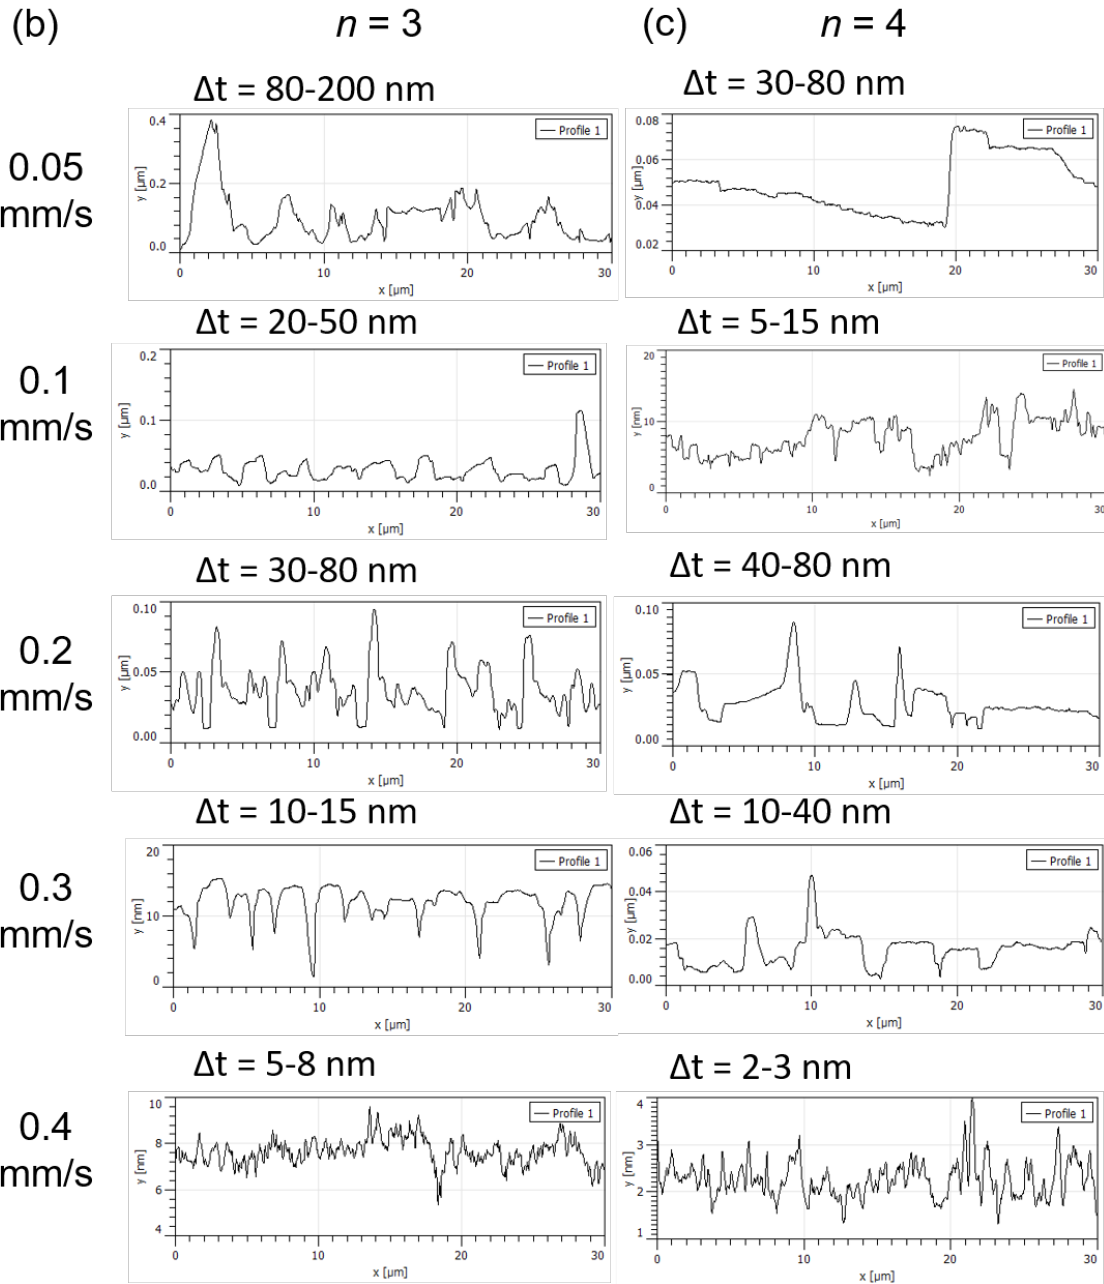 (b) n = 3 (c) n = 4
Δt = 80-200 nm Δt = 30-80 nm
0.05
mm/s
0.4
0.2
0.0
y [µm]
Profile 1
0 10 20 30
x [µm]
0.08
0.06
0.04
0.02
y [µm]
Profile 1
0 10 20 30
x [µm]
Δt = 20-50 nm Δt = 5-15 nm
0.1
mm/s
0.2
0.1
0.0
y [µm]
Profile 1
0 10 20 30
x [µm]
20
10
0
y [nm]
Profile 1
0 10 20 30
x [µm]
Δt = 30-80 nm Δt = 40-80 nm
0.2
mm/s
0.10
0.05
0.00
y [µm]
Profile 1
0 10 20 30
x [µm]
0.10
0.05
0.00
y [µm]
Profile 1
0 10 20 30
x [µm]
Δt = 10-15 nm Δt = 10-40 nm
0.3
mm/s
20
10
0
y [nm]
Profile 1
0 10 20 30
x [µm]
0.06
0.04
0.02
0.00
y [µm]
Profile 1
0 10 20 30
x [µm]
Δt = 5-8 nm Δt = 2-3 nm
0.4
mm/s
10
8
6
4
y [nm]
Profile 1
0 10 20 30
x [µm]
4
3
2
1
y [nm]
Profile 1
0 10 20 30
x [µm]